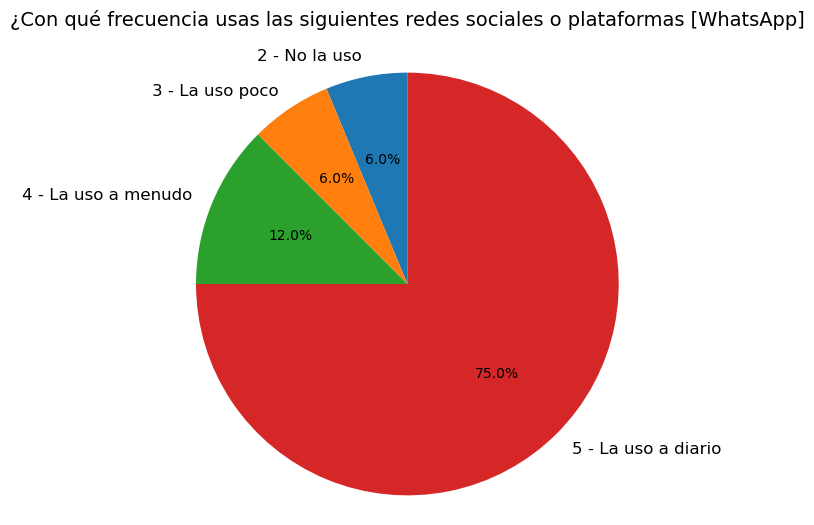 ¿Con qué frecuencia usas las siguientes redes sociales o plataformas [WhatsApp]
2 - No la uso
3 - La uso poco
6.0%
6.0%
4 - La uso a menudo
12.0%
75.0%
5 - La uso a diario